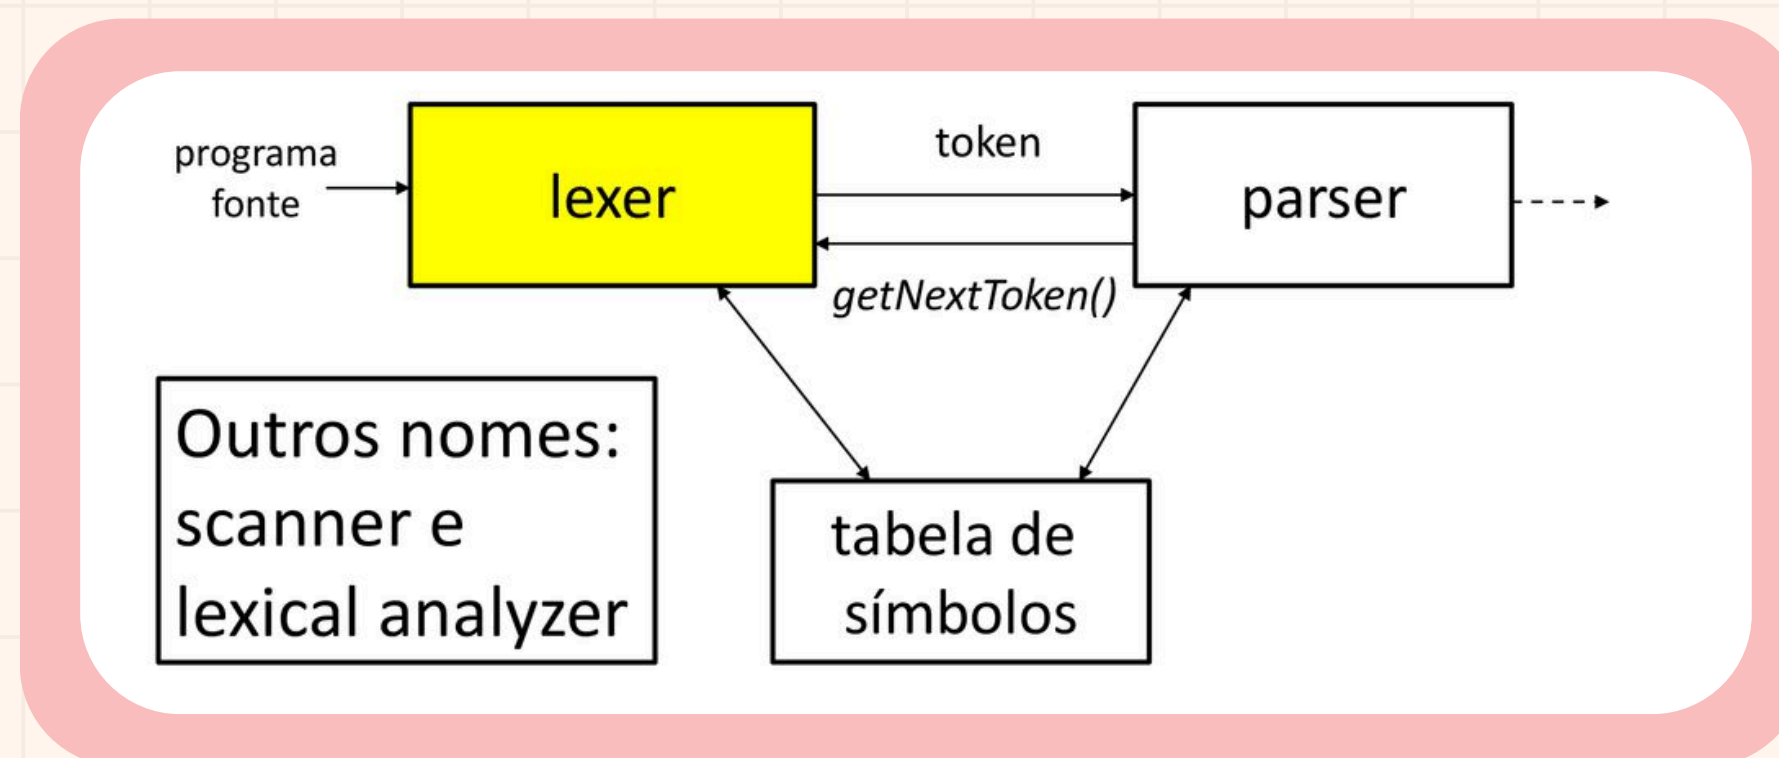 programa
fonte
lexer
token
getNextToken()
parser
Outros nomes:
scanner e
lexical analyzer
tabela de
símbolos